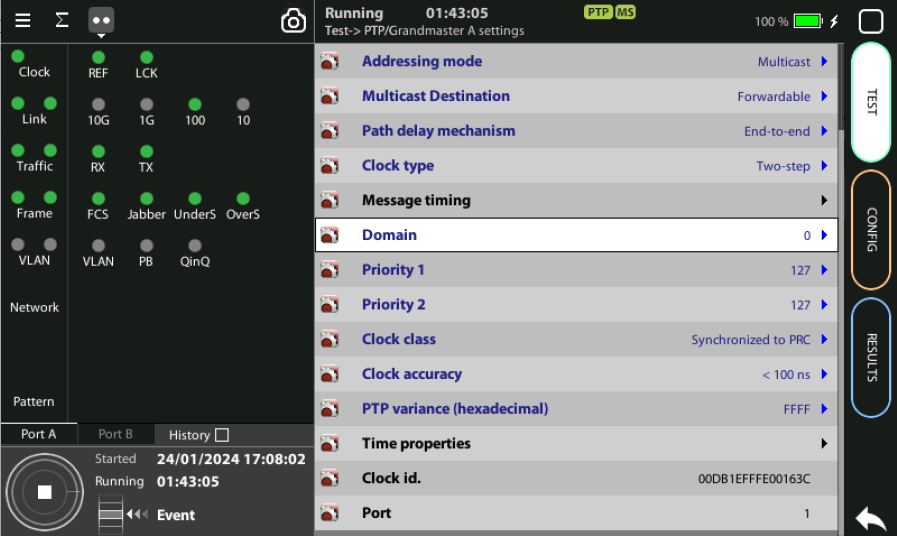 Running 01:43:05 PTP MS 100 %
Test-> PTP/Grandmaster A settings
Clock REF LCK
Link 10G 1G 100 10
Traffic RX TX
Frame FCS Jabber UnderS OverS
VLAN VLAN PB QinQ
Network
Pattern
Port A Port B History
Started 24/01/2024 17:08:02
Running 01:43:05
Event
Addressing mode Multicast
Multicast Destination Forwardable
Path delay mechanism End-to-end
Clock type Two-step
Message timing
Domain 0
Priority 1 127
Priority 2 127
Clock class Synchronized to PRC
Clock accuracy < 100 ns
PTP variance (hexadecimal) FFFF
Time properties
Clock id. 00DB1EFFFE00163C
Port 1
TEST
CONFIG
RESULTS